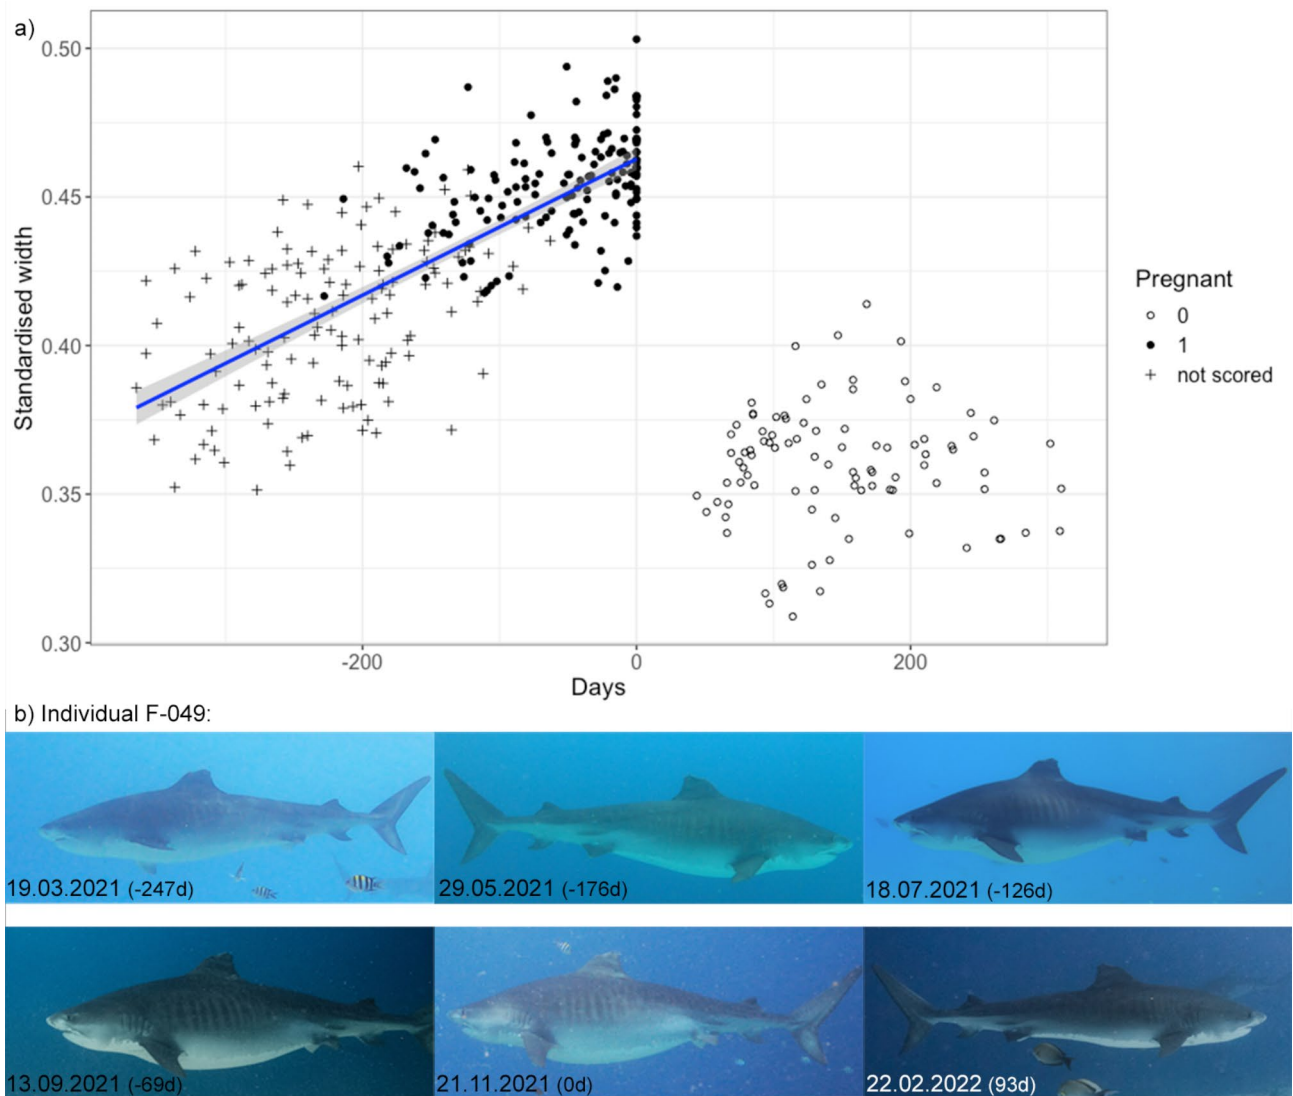 a)
0.50
0.45
0.40
0.35
0.30
Standardised width
-200 0 200
Days
Pregnant
0
1
not scored
b) Individual F-049:
19.03.2021 (-247d) 29.05.2021 (-176d) 18.07.2021 (-126d)
13.09.2021 (-69d) 21.11.2021 (0d) 22.02.2022 (93d)